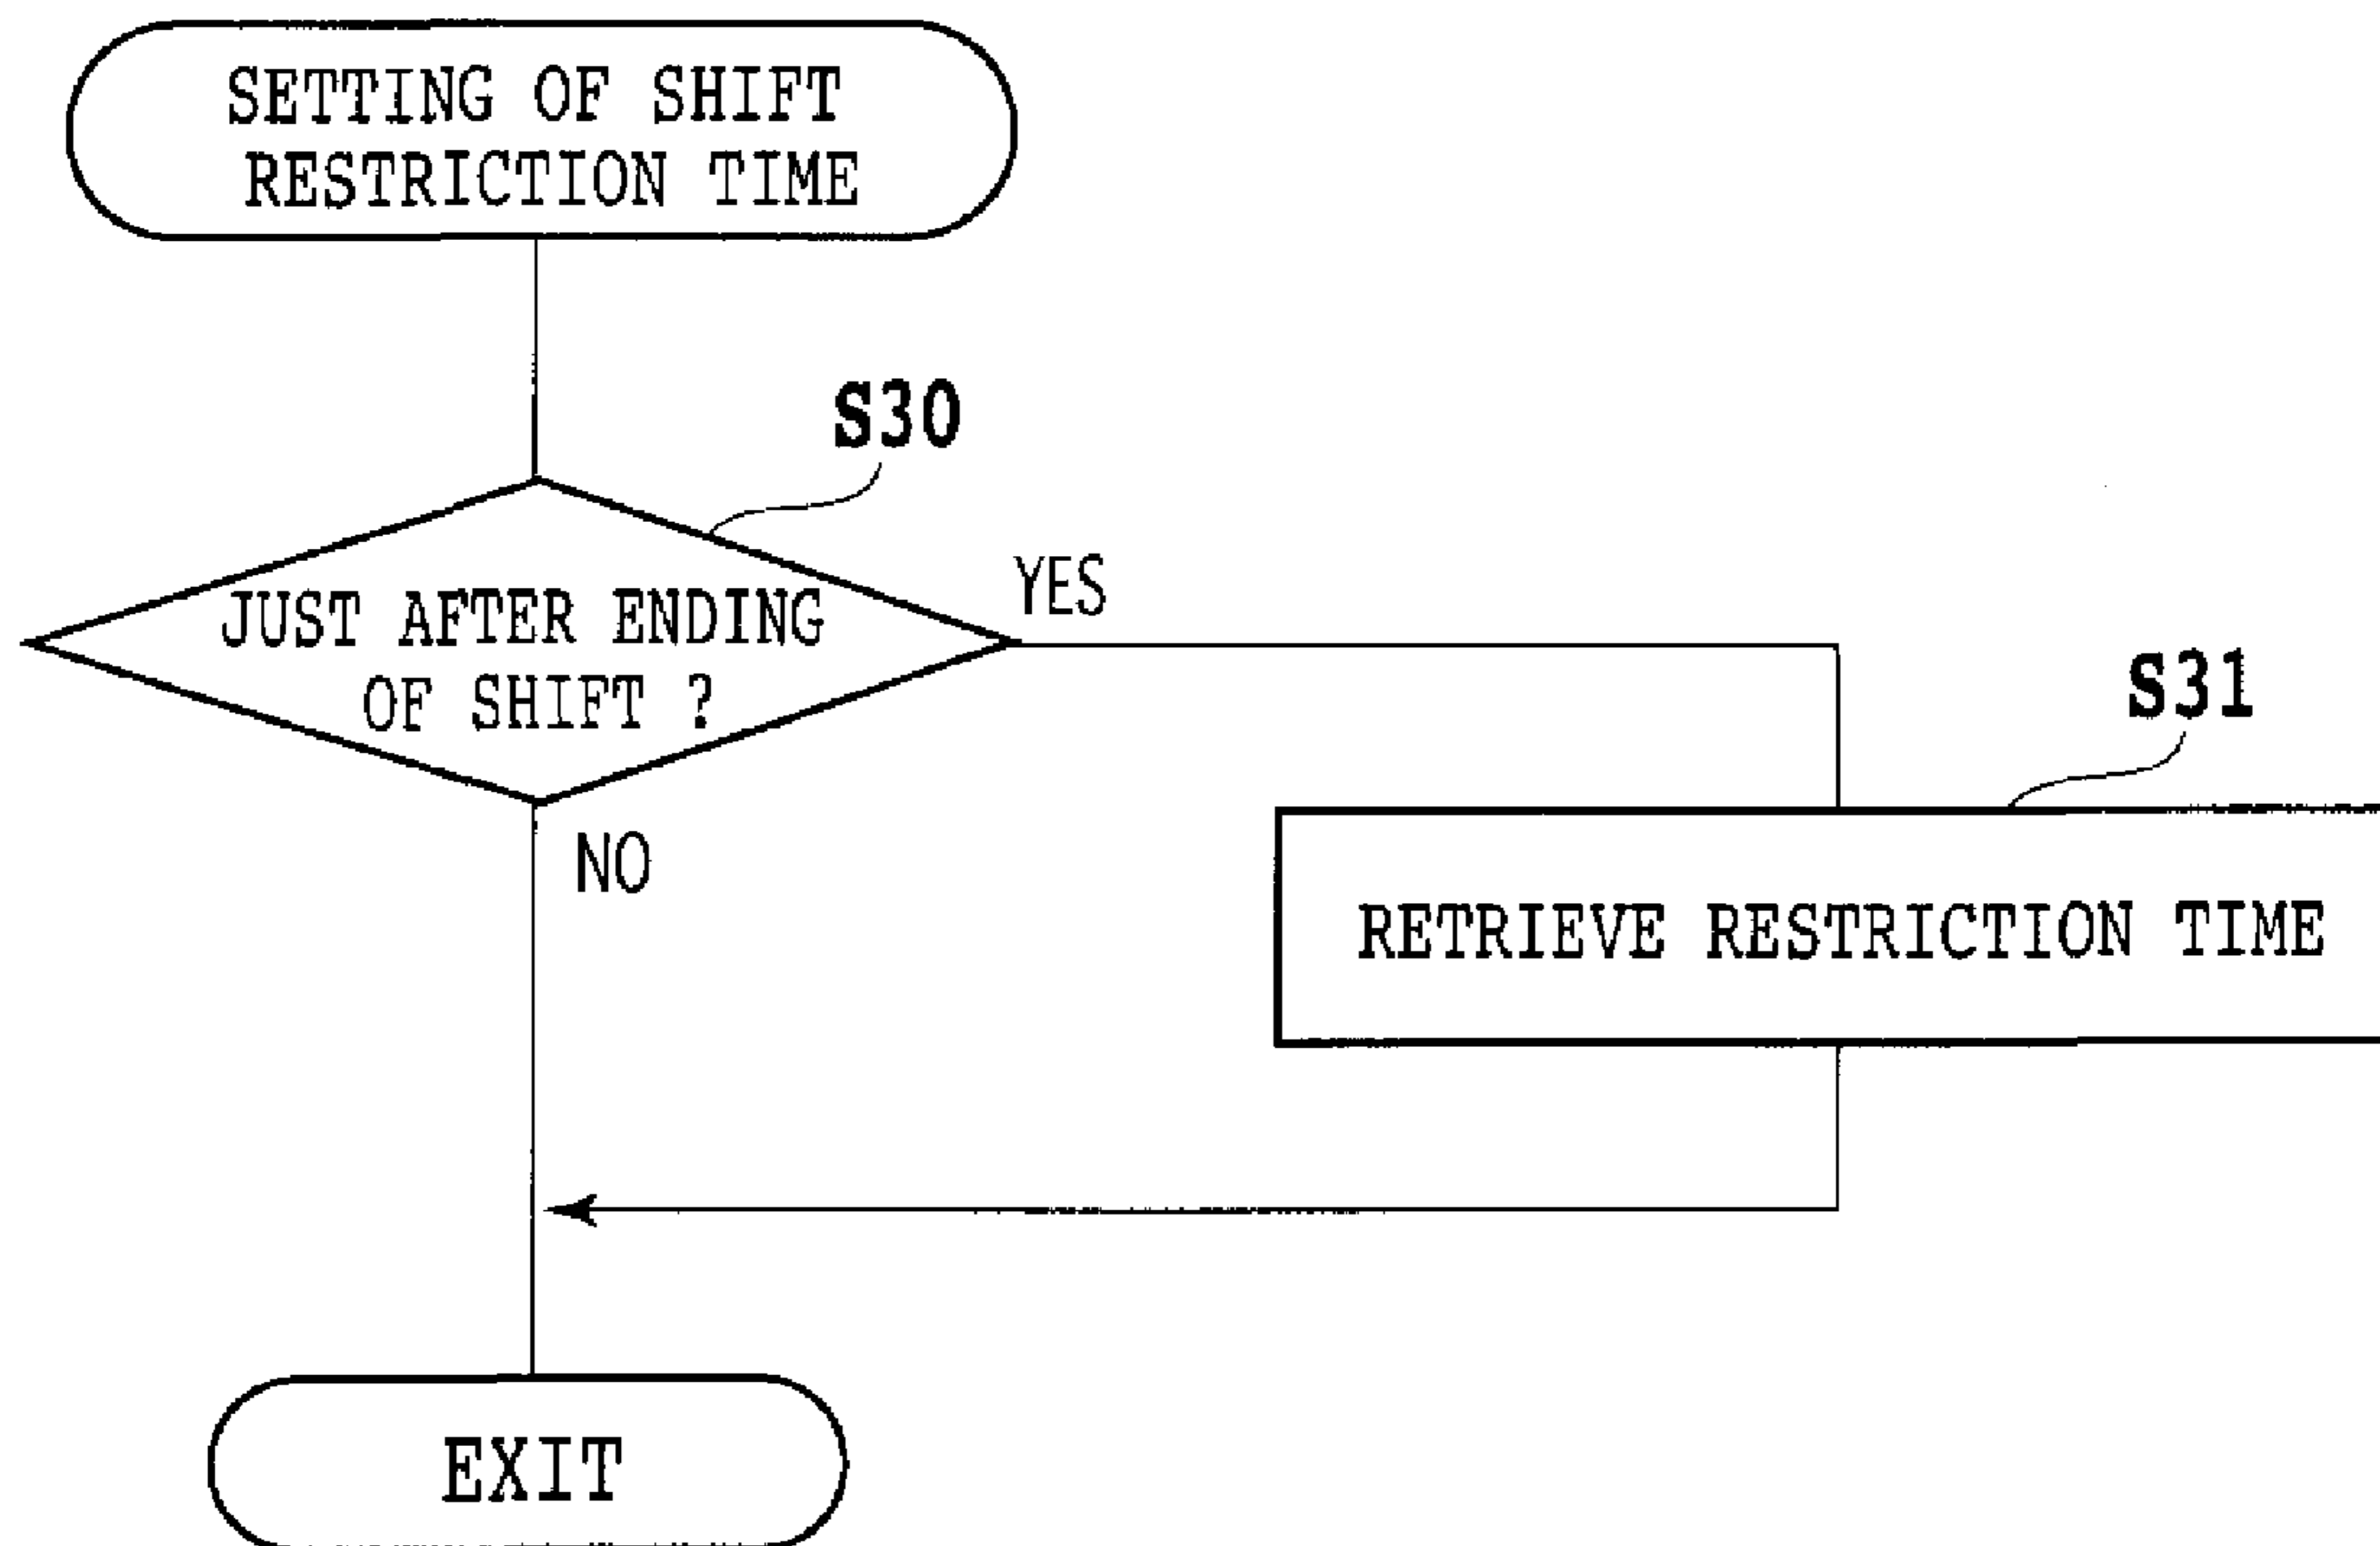 SETTING OF SHIFT
RESTRICTION TIME
S30
JUST AFTER ENDING
OF SHIFT ?
YES
NO
S31
RETRIEVE RESTRICTION TIME
EXIT